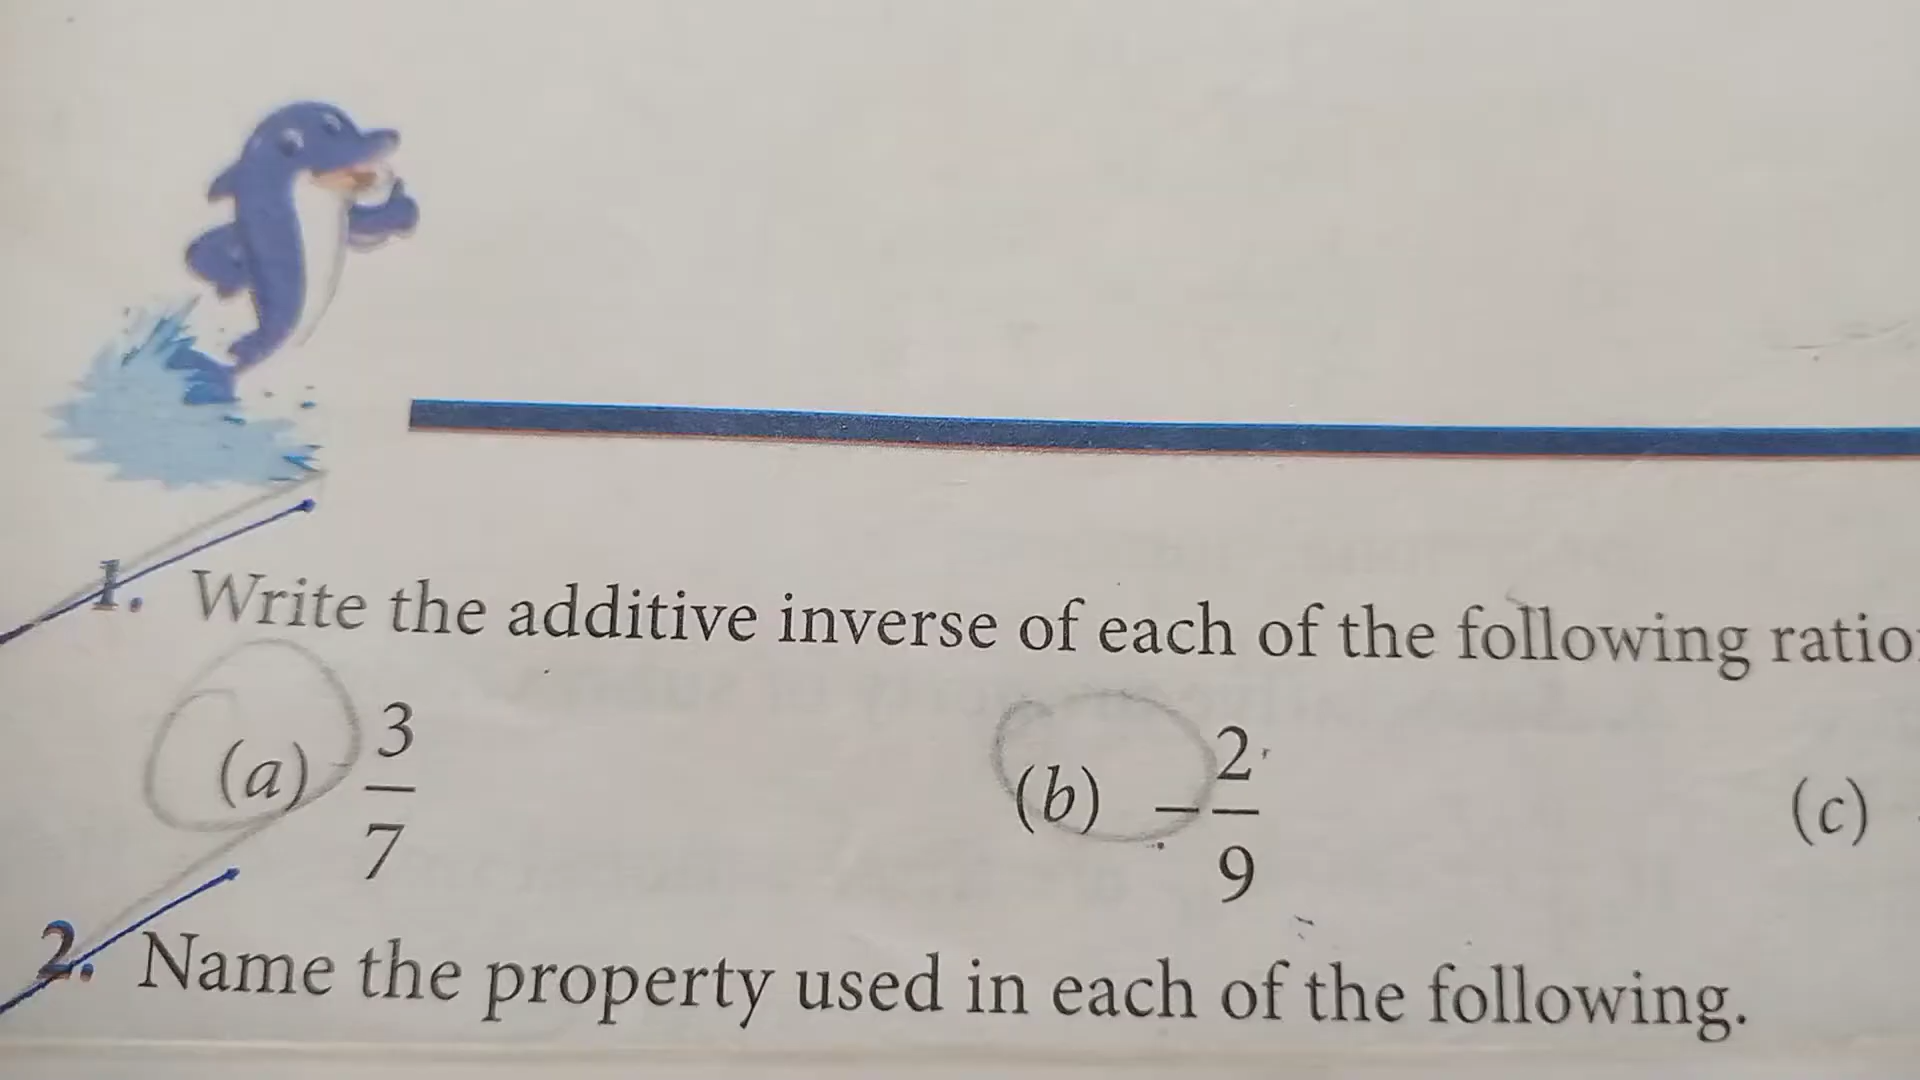 1. Write the additive inverse of each of the following
(a) 3/7 (b) -2/9 (c)
2. Name the property used in each of the following.